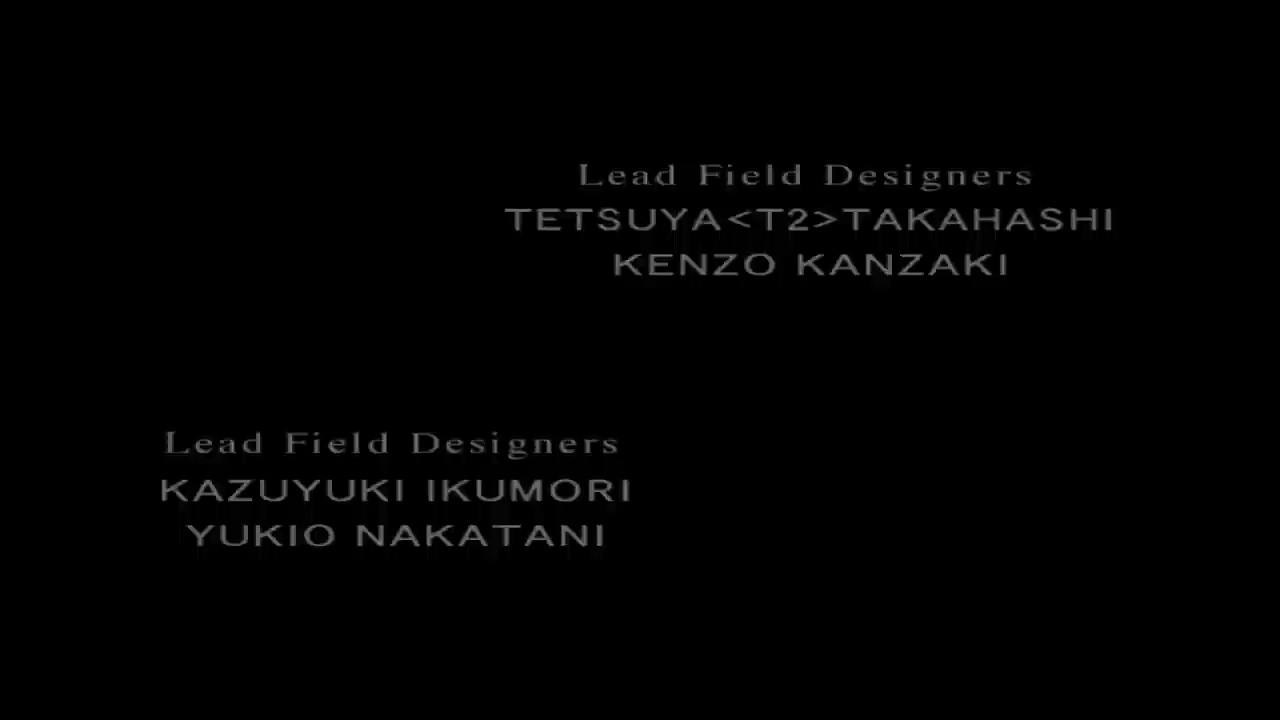 Lead Field Designers
TETSUYA<T2>TAKAHASHI
KENZO KANZAKI
Lead Field Designers
KAZUYUKI IKUMORI
YUKIO NAKATANI